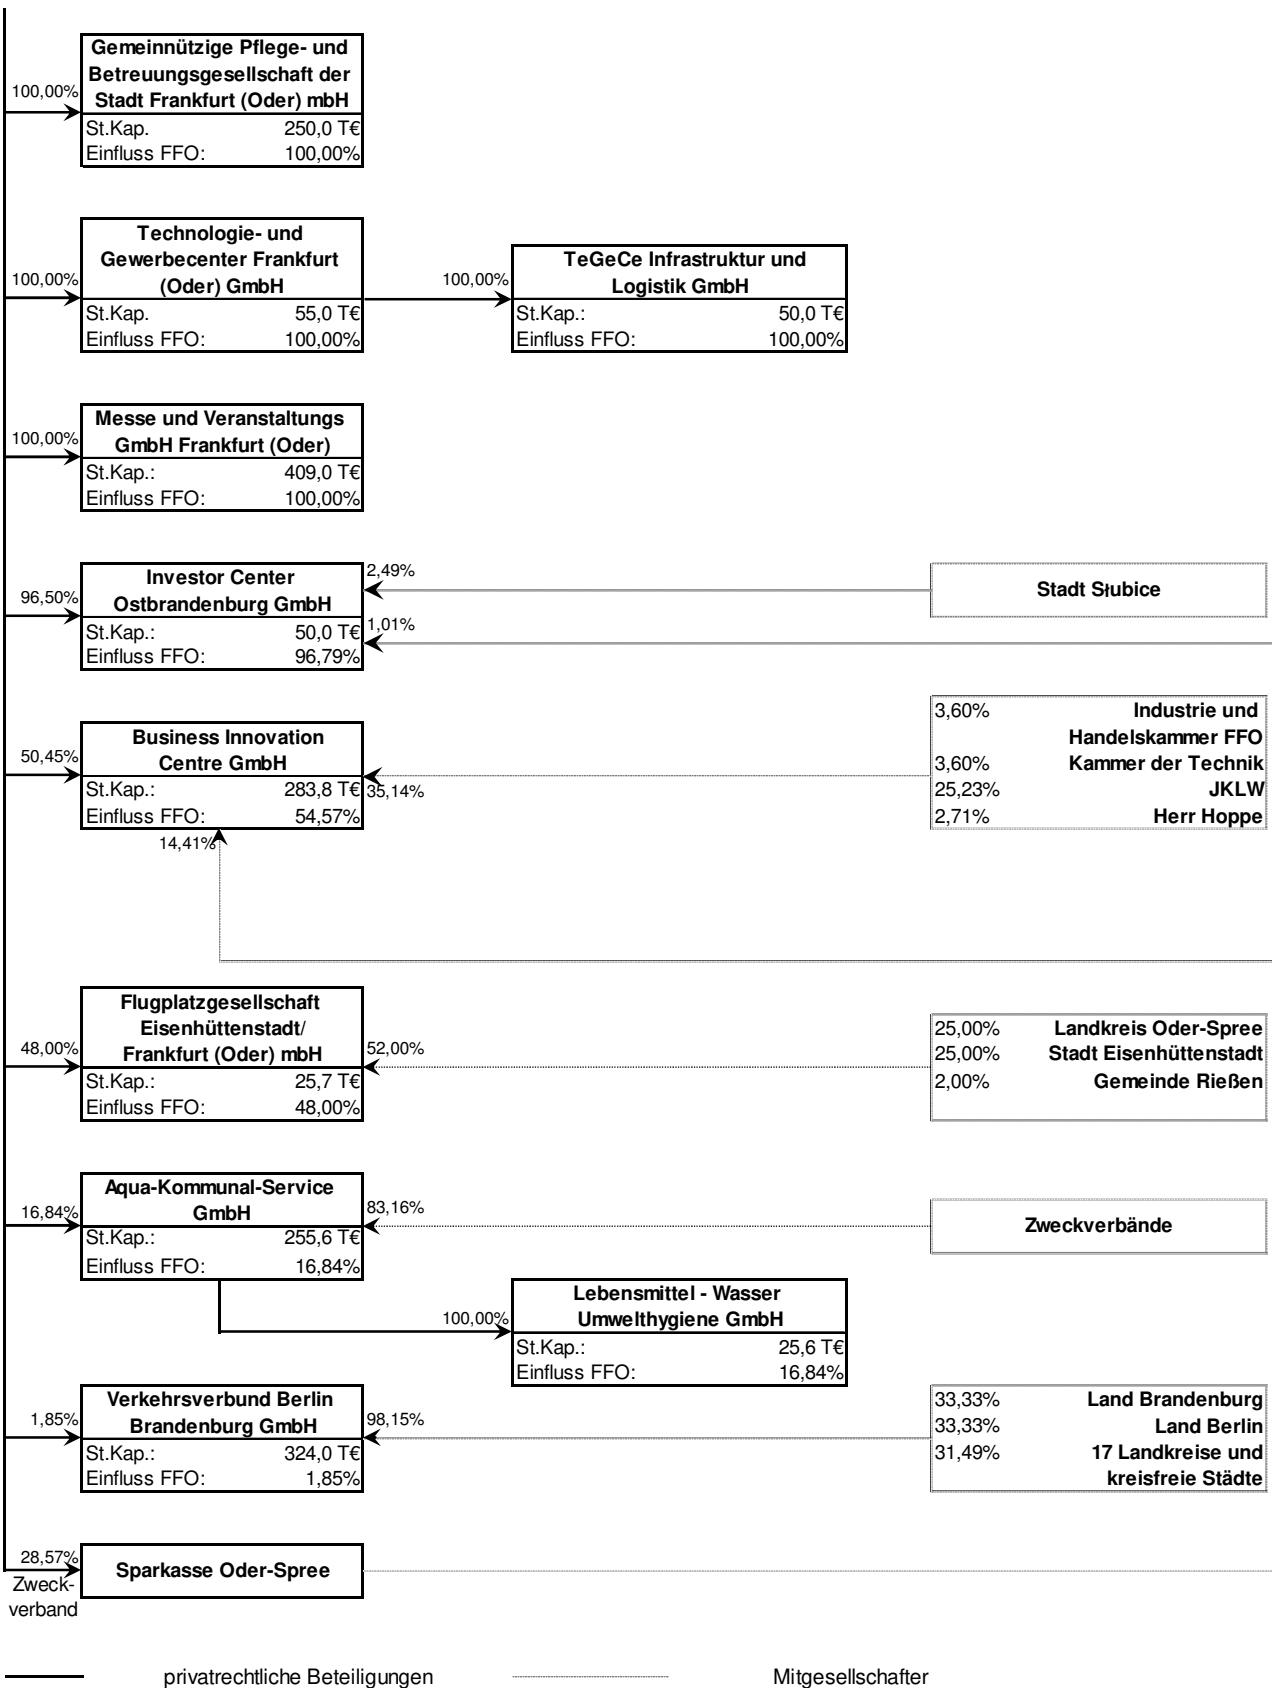 Gemeinnützige Pflege- und
Betreuungsgesellschaft der
Stadt Frankfurt (Oder) mbH
100,00%
St.Kap. 250,0 T€
Einfluss FFO: 100,00%
Technologie- und
Gewerbecenter Frankfurt
(Oder) GmbH
100,00%
St.Kap. 55,0 T€
Einfluss FFO: 100,00%
100,00%
TeGeCe Infrastruktur und
Logistik GmbH
St.Kap.: 50,0 T€
Einfluss FFO: 100,00%
Messe und Veranstaltungs
GmbH Frankfurt (Oder)
100,00%
St.Kap.: 409,0 T€
Einfluss FFO: 100,00%
Investor Center
Ostbrandenburg GmbH
96,50%
St.Kap.: 50,0 T€
Einfluss FFO: 96,79%
2,49%
1,01%
Stadt Słubice
Business Innovation
Centre GmbH
50,45%
St.Kap.: 283,8 T€
Einfluss FFO: 54,57%
35,14%
14,41%
3,60% Industrie und
Handelskammer FFO
3,60% Kammer der Technik
25,23% JKLW
2,71% Herr Hoppe
Flugplatzgesellschaft
Eisenhüttenstadt/
Frankfurt (Oder) mbH
48,00%
St.Kap.: 25,7 T€
Einfluss FFO: 48,00%
52,00%
25,00% Landkreis Oder-Spree
25,00% Stadt Eisenhüttenstadt
2,00% Gemeinde Rießen
Aqua-Kommunal-Service
GmbH
16,84%
St.Kap.: 255,6 T€
Einfluss FFO: 16,84%
83,16%
Zweckverbände
100,00%
Lebensmittel - Wasser
Umwelthygiene GmbH
St.Kap.: 25,6 T€
Einfluss FFO: 16,84%
Verkehrsverbund Berlin
Brandenburg GmbH
1,85%
St.Kap.: 324,0 T€
Einfluss FFO: 1,85%
98,15%
33,33% Land Brandenburg
33,33% Land Berlin
31,49% 17 Landkreise und
kreisfreie Städte
28,57%
Zweck-
verband
Sparkasse Oder-Spree
privatrechtliche Beteiligungen
Mitgesellschafter